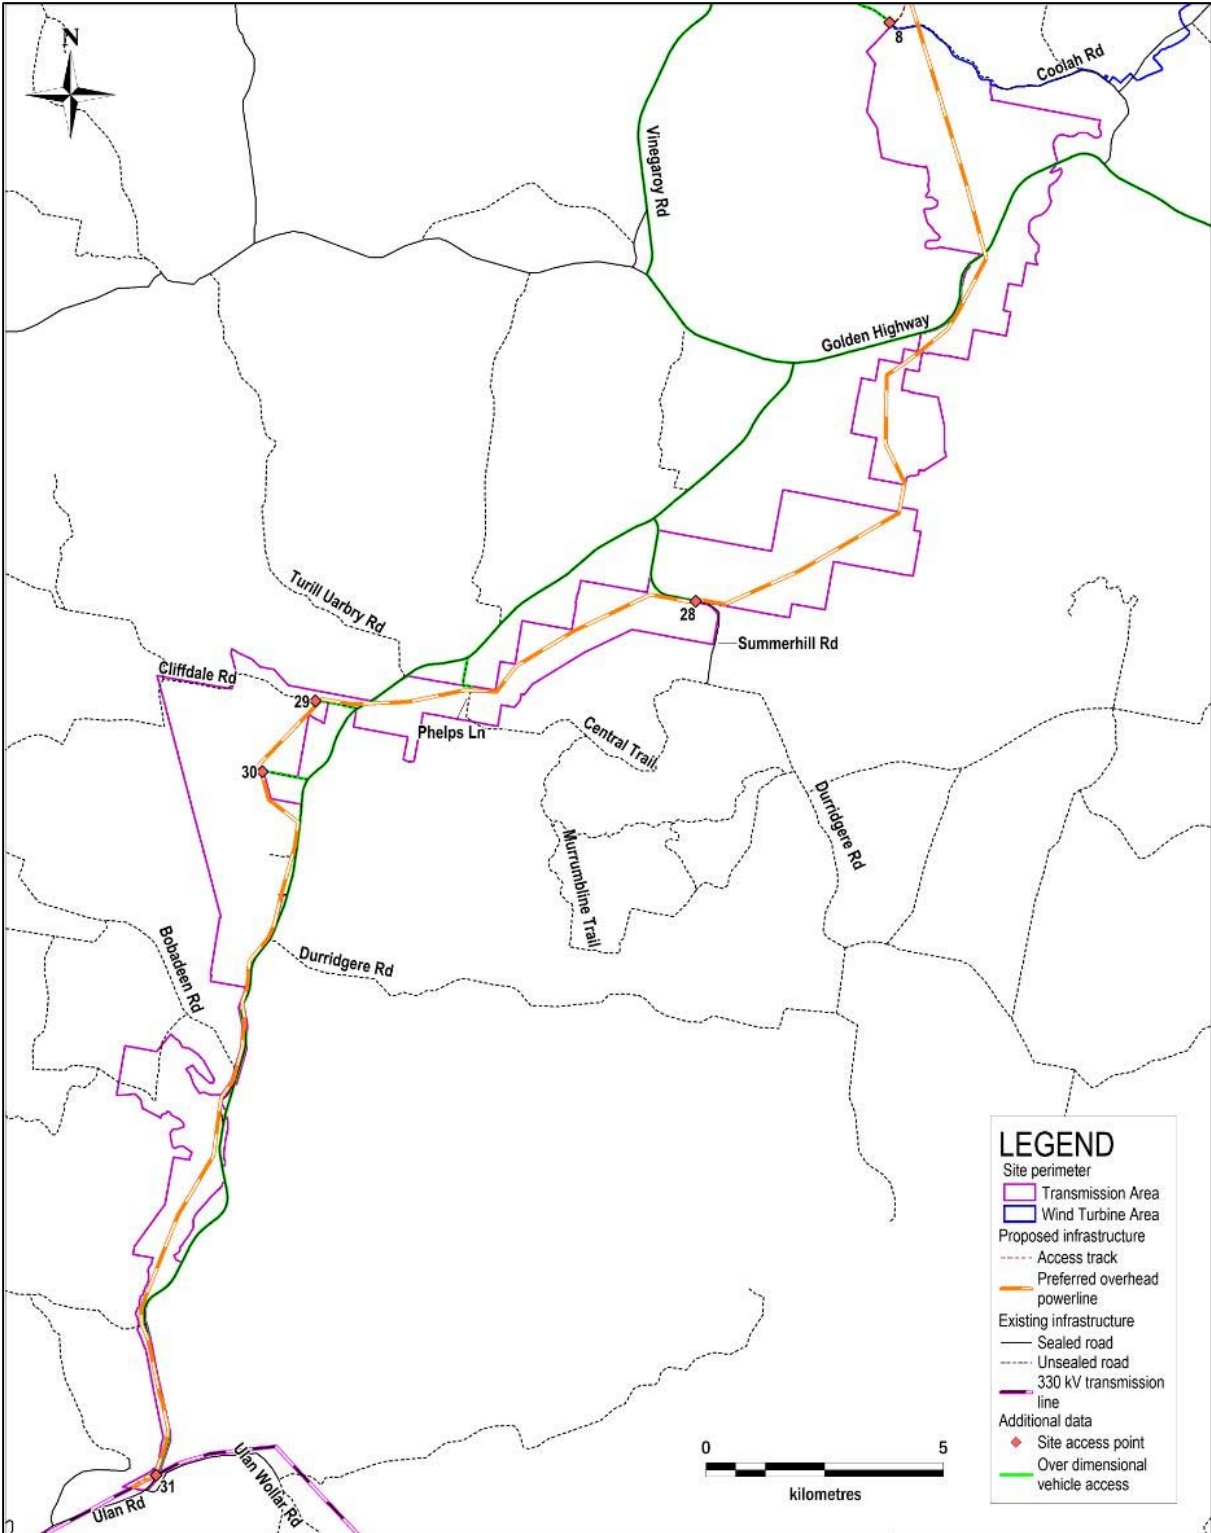 N
8
Coolah Rd
Vinegaroy Rd
Golden Highway
Turill Uarbry Rd
28
Summerhill Rd
Cliffdale Rd
29
Phelps Ln
Central Trail
30
Durridgere Rd
Murrumbline Trail
Bobadeen Rd
Durridgere Rd
LEGEND
Site perimeter
Transmission Area
Wind Turbine Area
Proposed infrastructure
Access track
Preferred overhead
powerline
Existing infrastructure
Sealed road
Unsealed road
330 kV transmission
line
Additional data
Site access point
Over dimensional
vehicle access
0 5
kilometres
31
Ulan Rd
Ulan Wollar Rd